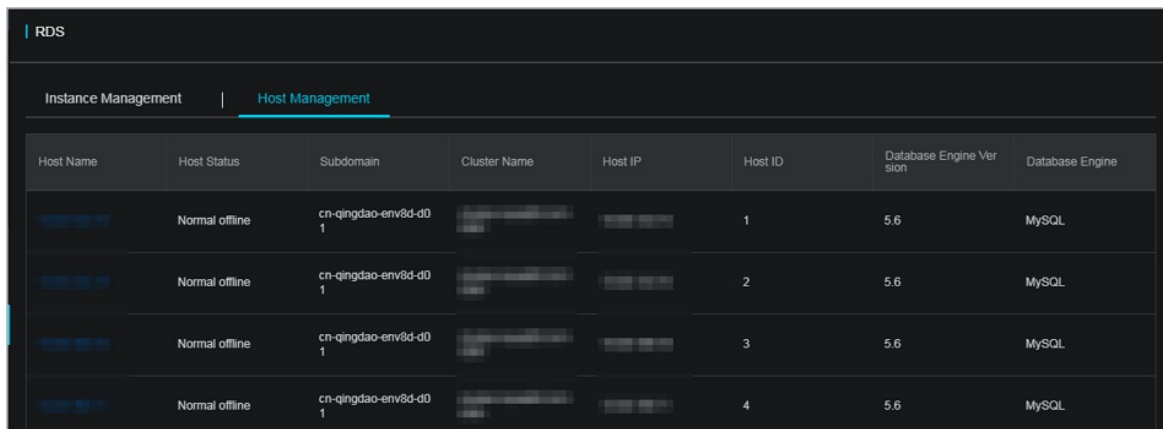 RDS
Instance Management | Host Management
Host Name Host Status Subdomain Cluster Name Host IP Host ID Database Engine Ver
sion Database Engine
Normal offline cn-qingdao-env8d-d0
1 1 5.6 MySQL
Normal offline cn-qingdao-env8d-d0
1 2 5.6 MySQL
Normal offline cn-qingdao-env8d-d0
1 3 5.6 MySQL
Normal offline cn-qingdao-env8d-d0
1 4 5.6 MySQL